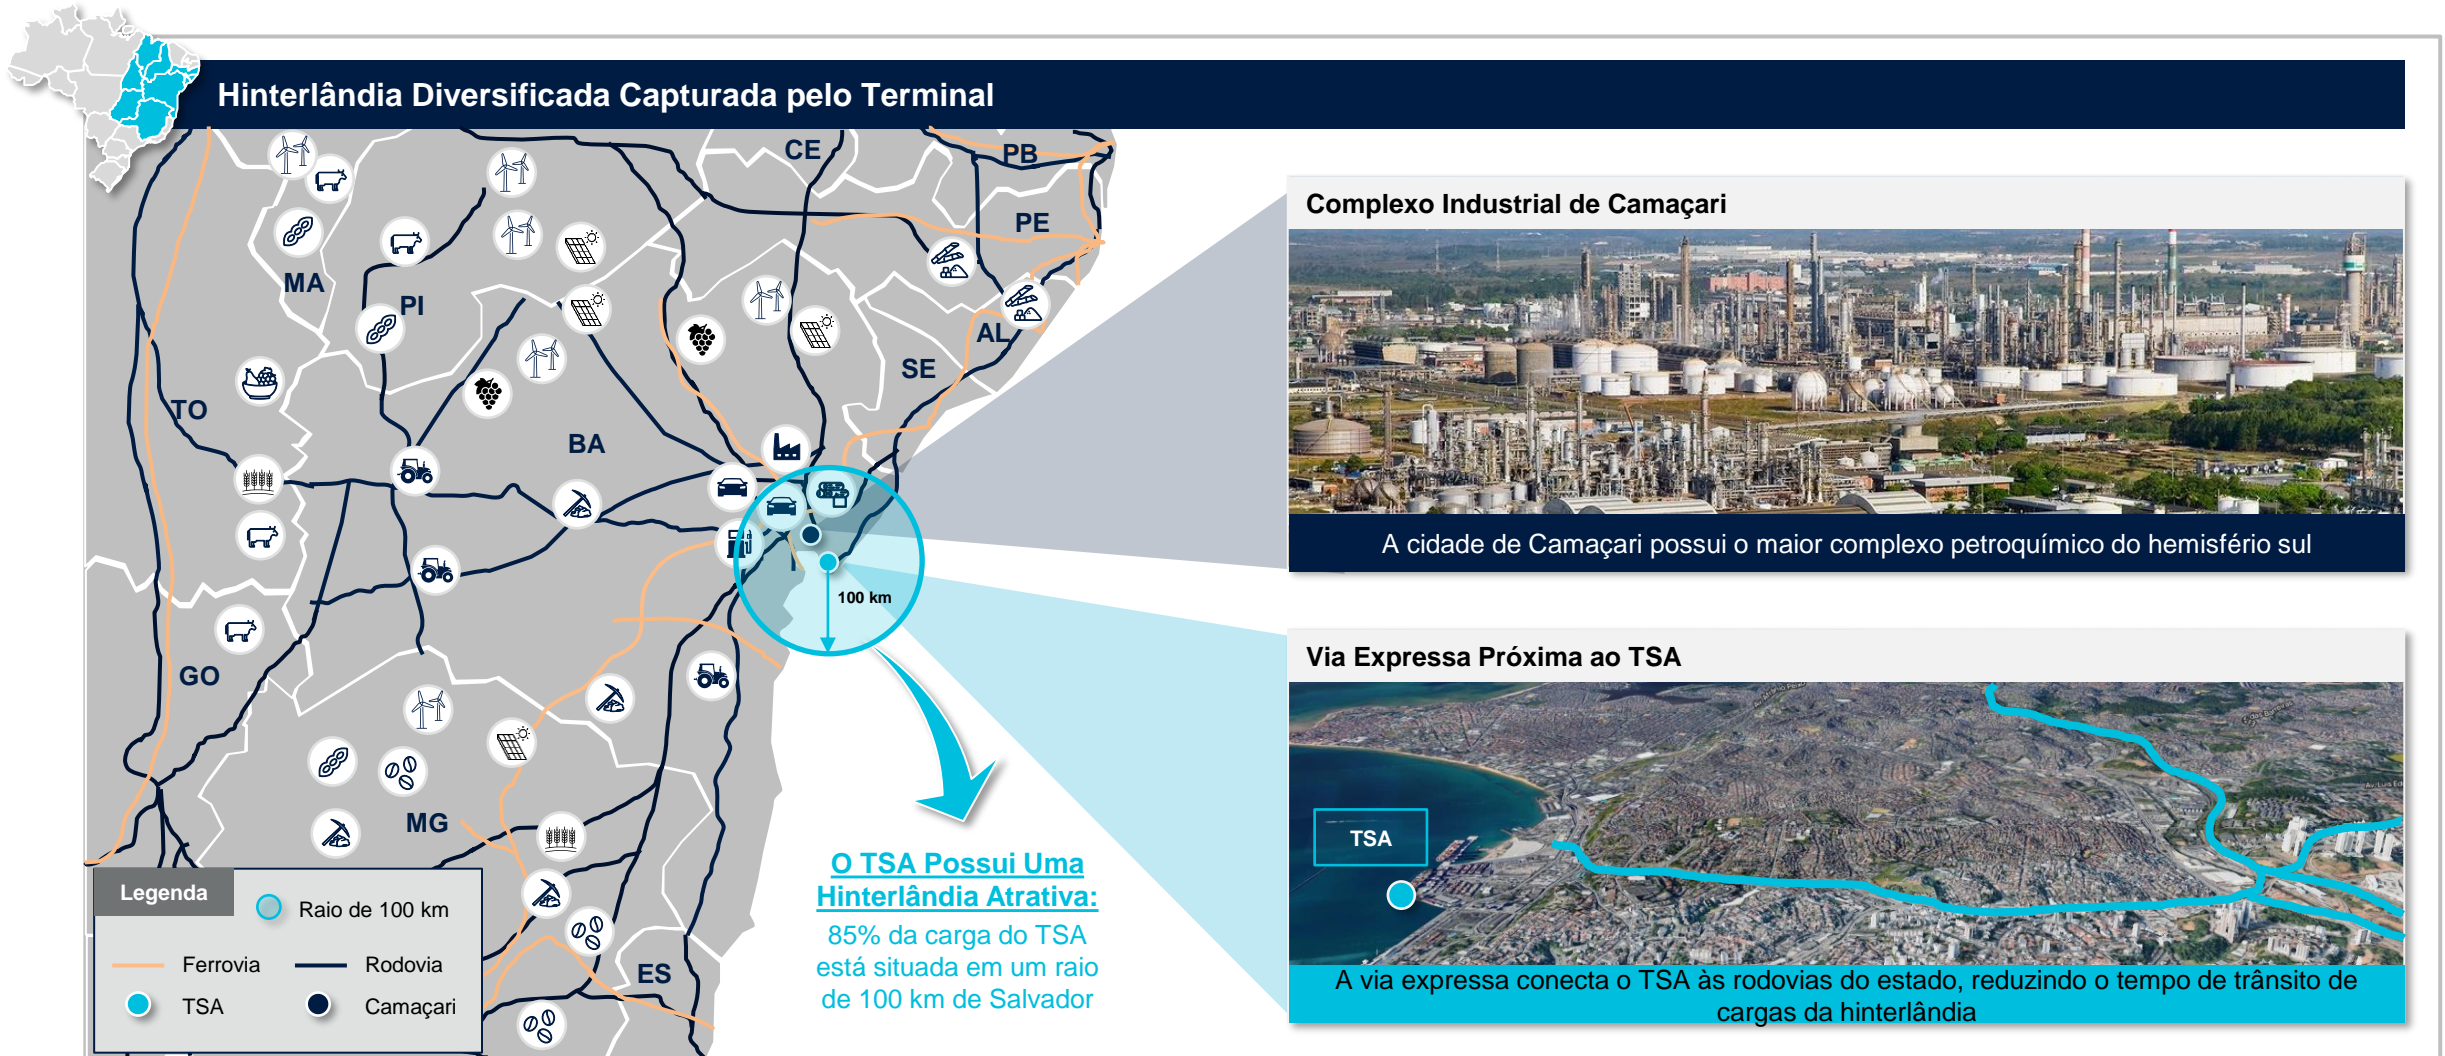 Hinterlândia Diversificada Capturada pelo Terminal
CE
PB
PE
MA
PI
AL
SE
TO
BA
GO
MG
ES
100 km
Legenda
Raio de 100 km
Ferrovia
Rodovia
TSA
Camaçari
O TSA Possui Uma
Hinterlândia Atrativa:
85% da carga do TSA
está situada em um raio
de 100 km de Salvador
Complexo Industrial de Camaçari
A cidade de Camaçari possui o maior complexo petroquímico do hemisfério sul
Via Expressa Próxima ao TSA
TSA
A via expressa conecta o TSA às rodovias do estado, reduzindo o tempo de trânsito de
cargas da hinterlândia